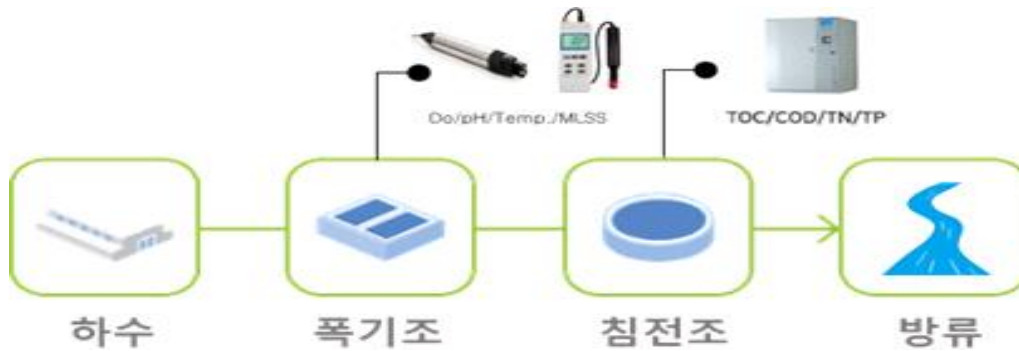 Do/pH/Temp./MLSS
TOC/COD/TN/TP
하수
폭기조
침전조
방류